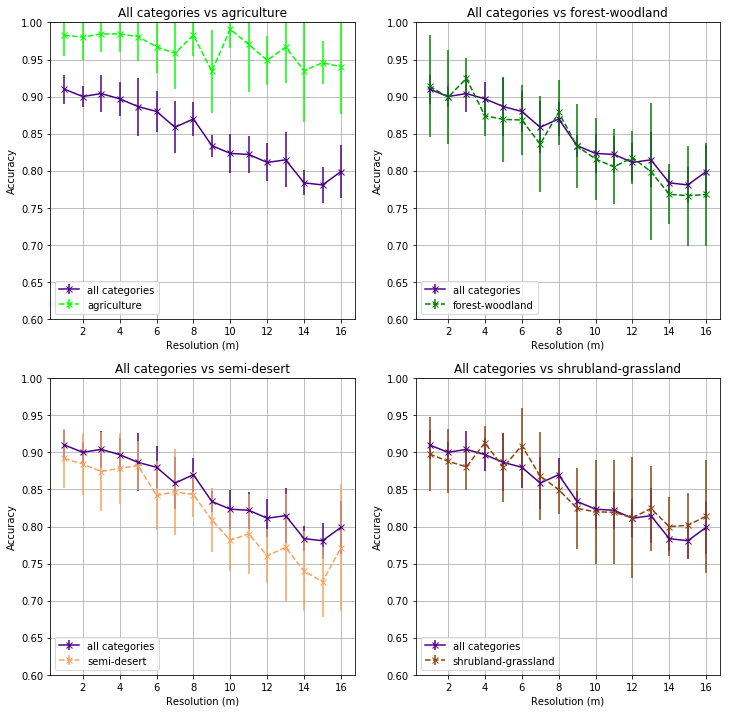 All categories vs agriculture
1.00
0.95
0.90
0.85
0.80
0.75
0.70
0.65
0.60
Accuracy
all categories
agriculture
2 4 6 8 10 12 14 16
Resolution (m)
All categories vs forest-woodland
1.00
0.95
0.90
0.85
0.80
0.75
0.70
0.65
0.60
Accuracy
all categories
forest-woodland
2 4 6 8 10 12 14 16
Resolution (m)
All categories vs semi-desert
1.00
0.95
0.90
0.85
0.80
0.75
0.70
0.65
0.60
Accuracy
all categories
semi-desert
2 4 6 8 10 12 14 16
Resolution (m)
All categories vs shrubland-grassland
1.00
0.95
0.90
0.85
0.80
0.75
0.70
0.65
0.60
Accuracy
all categories
shrubland-grassland
2 4 6 8 10 12 14 16
Resolution (m)